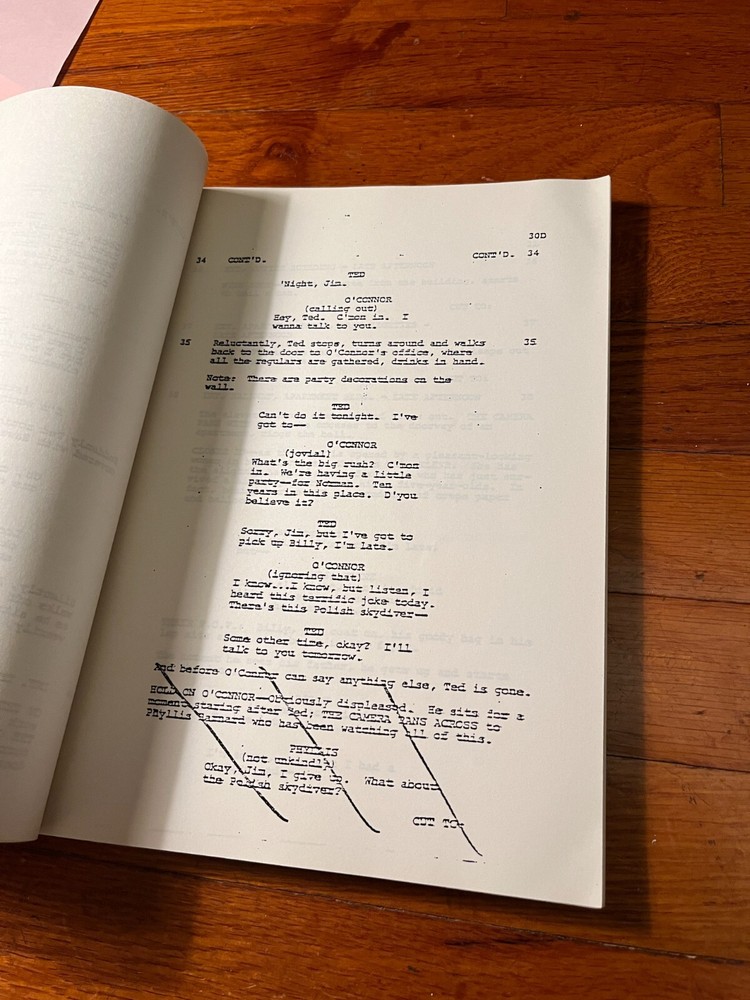 30D
34 CONT'D. CONT'D. 34
TED
'Night, Jim.
O'CONNOR
(calling out)
Hey, Ted. C'mon in. I
wanna talk to you.
35 Reluctantly, Ted stops, turns around and walks 35
back to the door to O'Connor's office, where
all the regulars are gathered, drinks in hand.
Note: There are party decorations on the
wall.
TED
Can't do it tonight. I've
got to--
O'CONNOR
(jovial)
What's the big rush? C'mon
in. We're having a little
party--for Norman. Ten
years in this place. D'you
believe it?
TED
Sorry, Jim, but I've got to
pick up Billy, I'm late.
O'CONNOR
(ignoring that)
I know...I know, but listen, I
heard this terrific joke today.
There's this Polish skydiver--
TED
Some other time, okay? I'll
talk to you tomorrow.
And before O'Connor can say anything else, Ted is gone.
HOLD ON O'CONNOR--Obviously displeased. He sits for a
moment staring after Ted; THE CAMERA PANS ACROSS to
Phyllis Barnard who has been watching all of this.
PHYLLIS
(not unkindly)
Okay, Jim, I give up. What about
the Polish skydiver?
CUT TO: